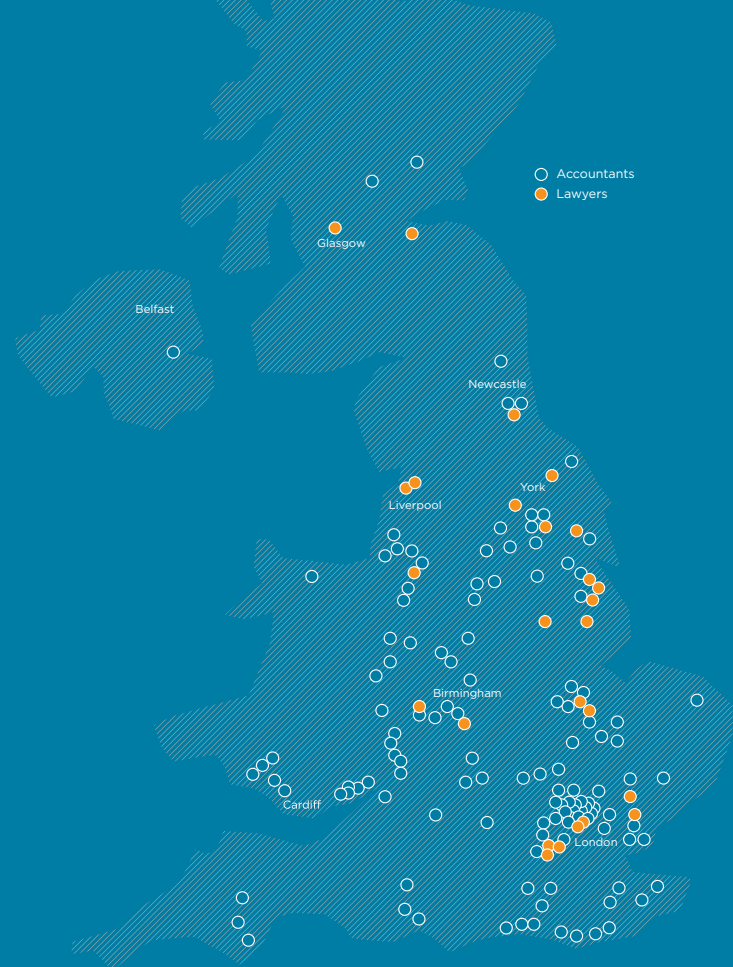 Accountants
Lawyers
Glasgow
Belfast
Newcastle
York
Liverpool
Birmingham
Cardiff
London